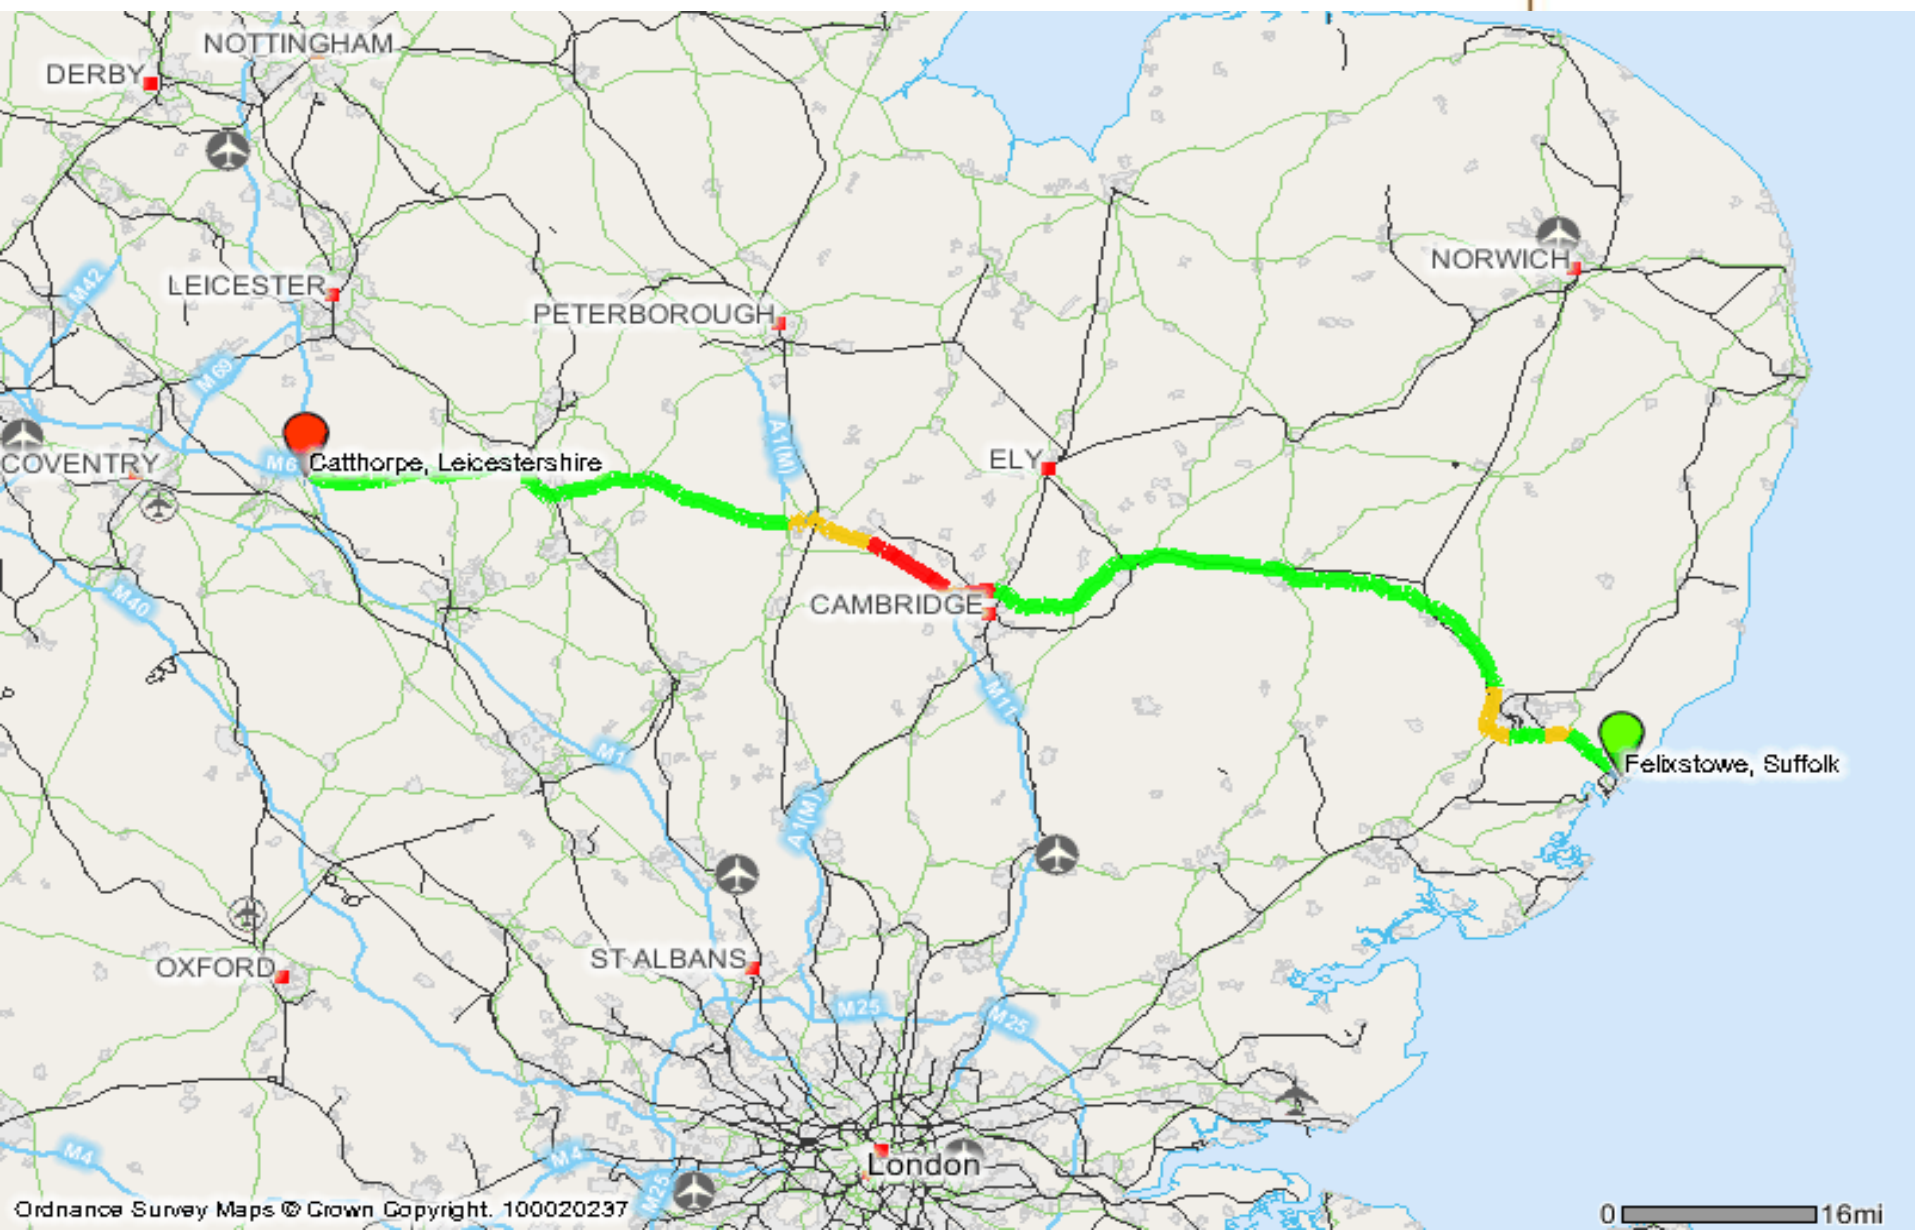 NOTTINGHAM
DERBY
LEICESTER
M42
PETERBOROUGH
NORWICH
M69
A1(M)
COVENTRY
M6
Catthorpe, Leicestershire
ELY
M40
CAMBRIDGE
M11
M1
A1(M)
Felixstowe, Suffolk
OXFORD
ST ALBANS
M25
M25
M4
M4
M25
London
Ordnance Survey Maps © Crown Copyright. 100020237
0 16mi